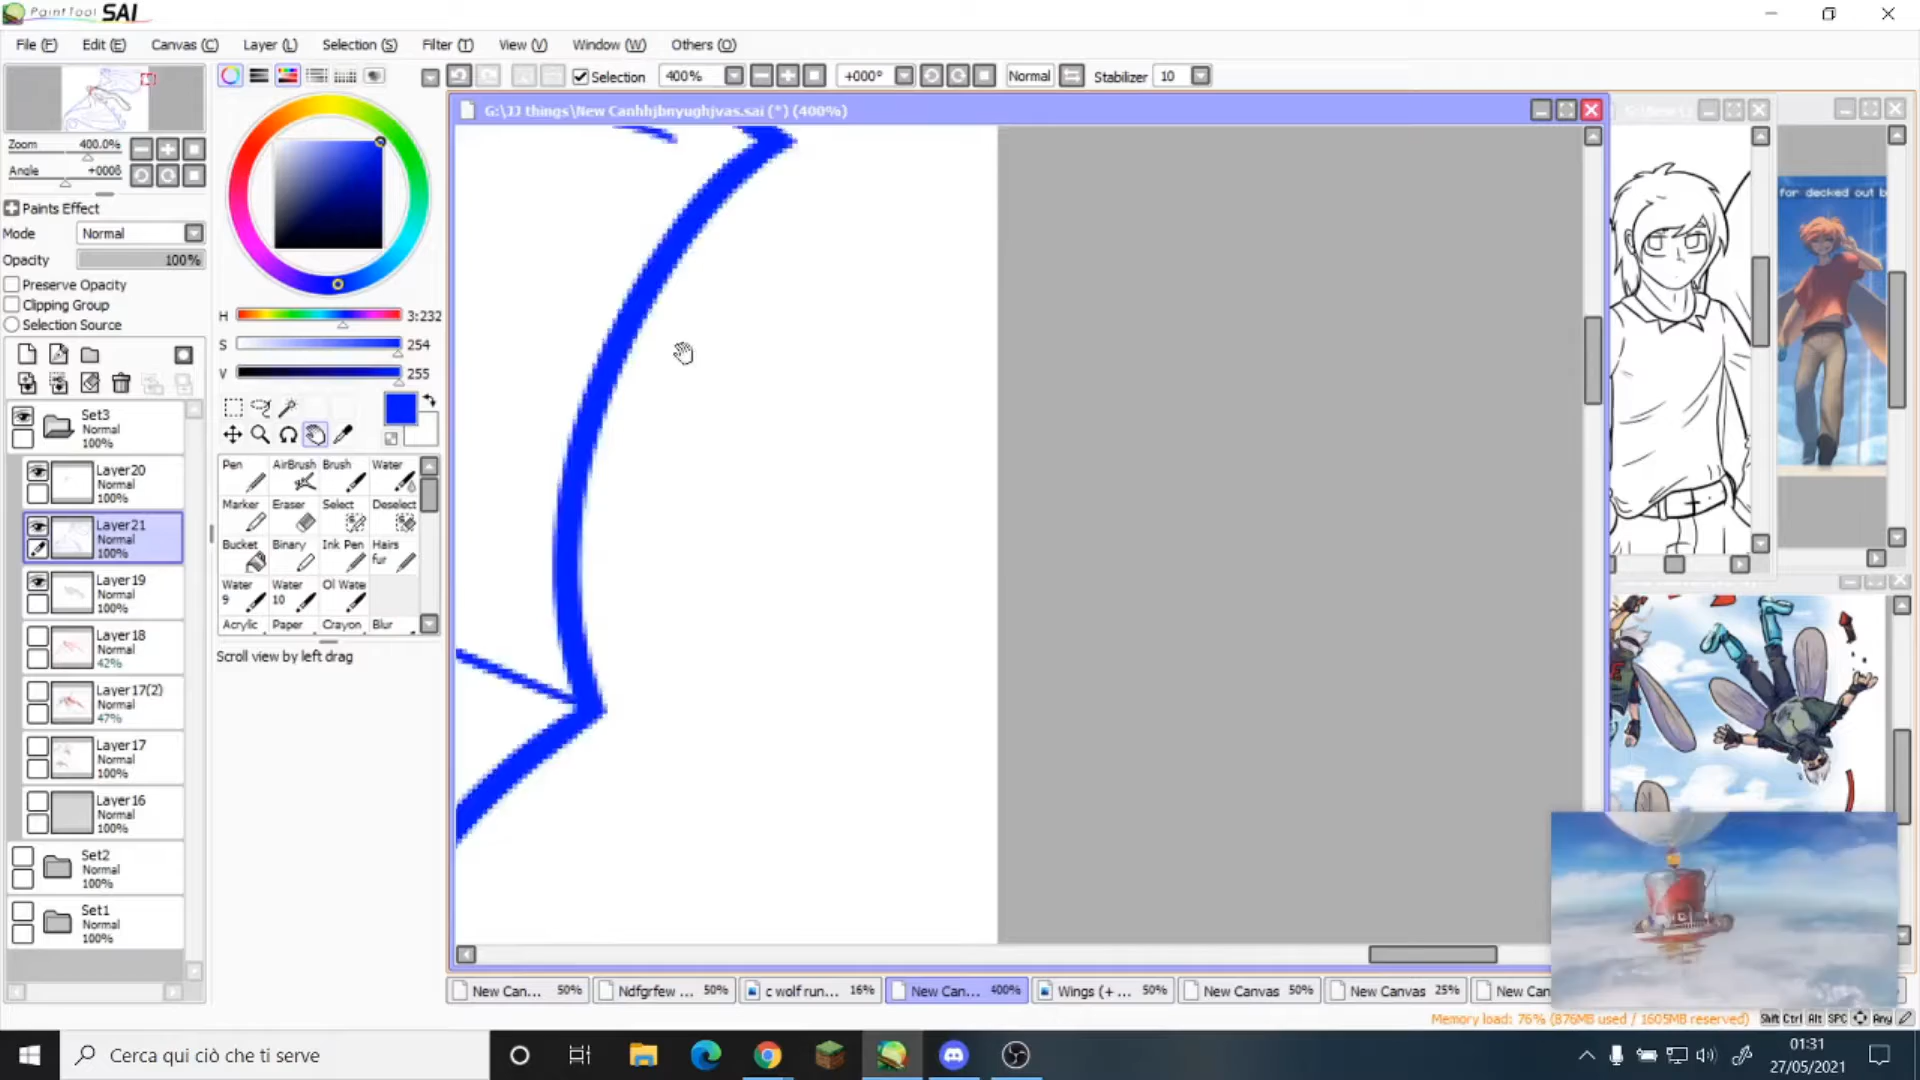 PaintTool SAI
File (F) Edit (E) Canvas (C) Layer (L) Selection (S) Filter (T) View (V) Window (W) Others (O)
Selection 400% +000° Normal Stabilizer 10
G:\JJ things\New Canhhjbnyughjvas.sai (*) (400%)
Zoom 400.0%
Angle +000ß
Paints Effect
Mode Normal
Opacity 100%
Preserve Opacity
Clipping Group
Selection Source
H 3:232
S 254
V 255
Set3
Normal
100%
Layer20
Normal
100%
Layer21
Normal
100%
Layer19
Normal
100%
Layer18
Normal
42%
Layer17(2)
Normal
47%
Layer17
Normal
100%
Layer16
Normal
100%
Set2
Normal
100%
Set1
Normal
100%
Pen AirBrush Brush Water
Marker Eraser Select Deselect
Bucket Binary Ink Pen Hairs
fur
Water Water Ol Wate
9 10
Acrylic Paper Crayon Blur
Scroll view by left drag
for decked out b
New Can... 50% Ndfgrfew ... 50% c wolf run... 16% New Can... 400% Wings (+ ... 50% New Canvas 50% New Canvas 25% New Can
Memory load: 76% (876MB used / 1605MB reserved) Shift Ctrl Alt SPC Any
Cerca qui ciò che ti serve
01:31
27/05/2021